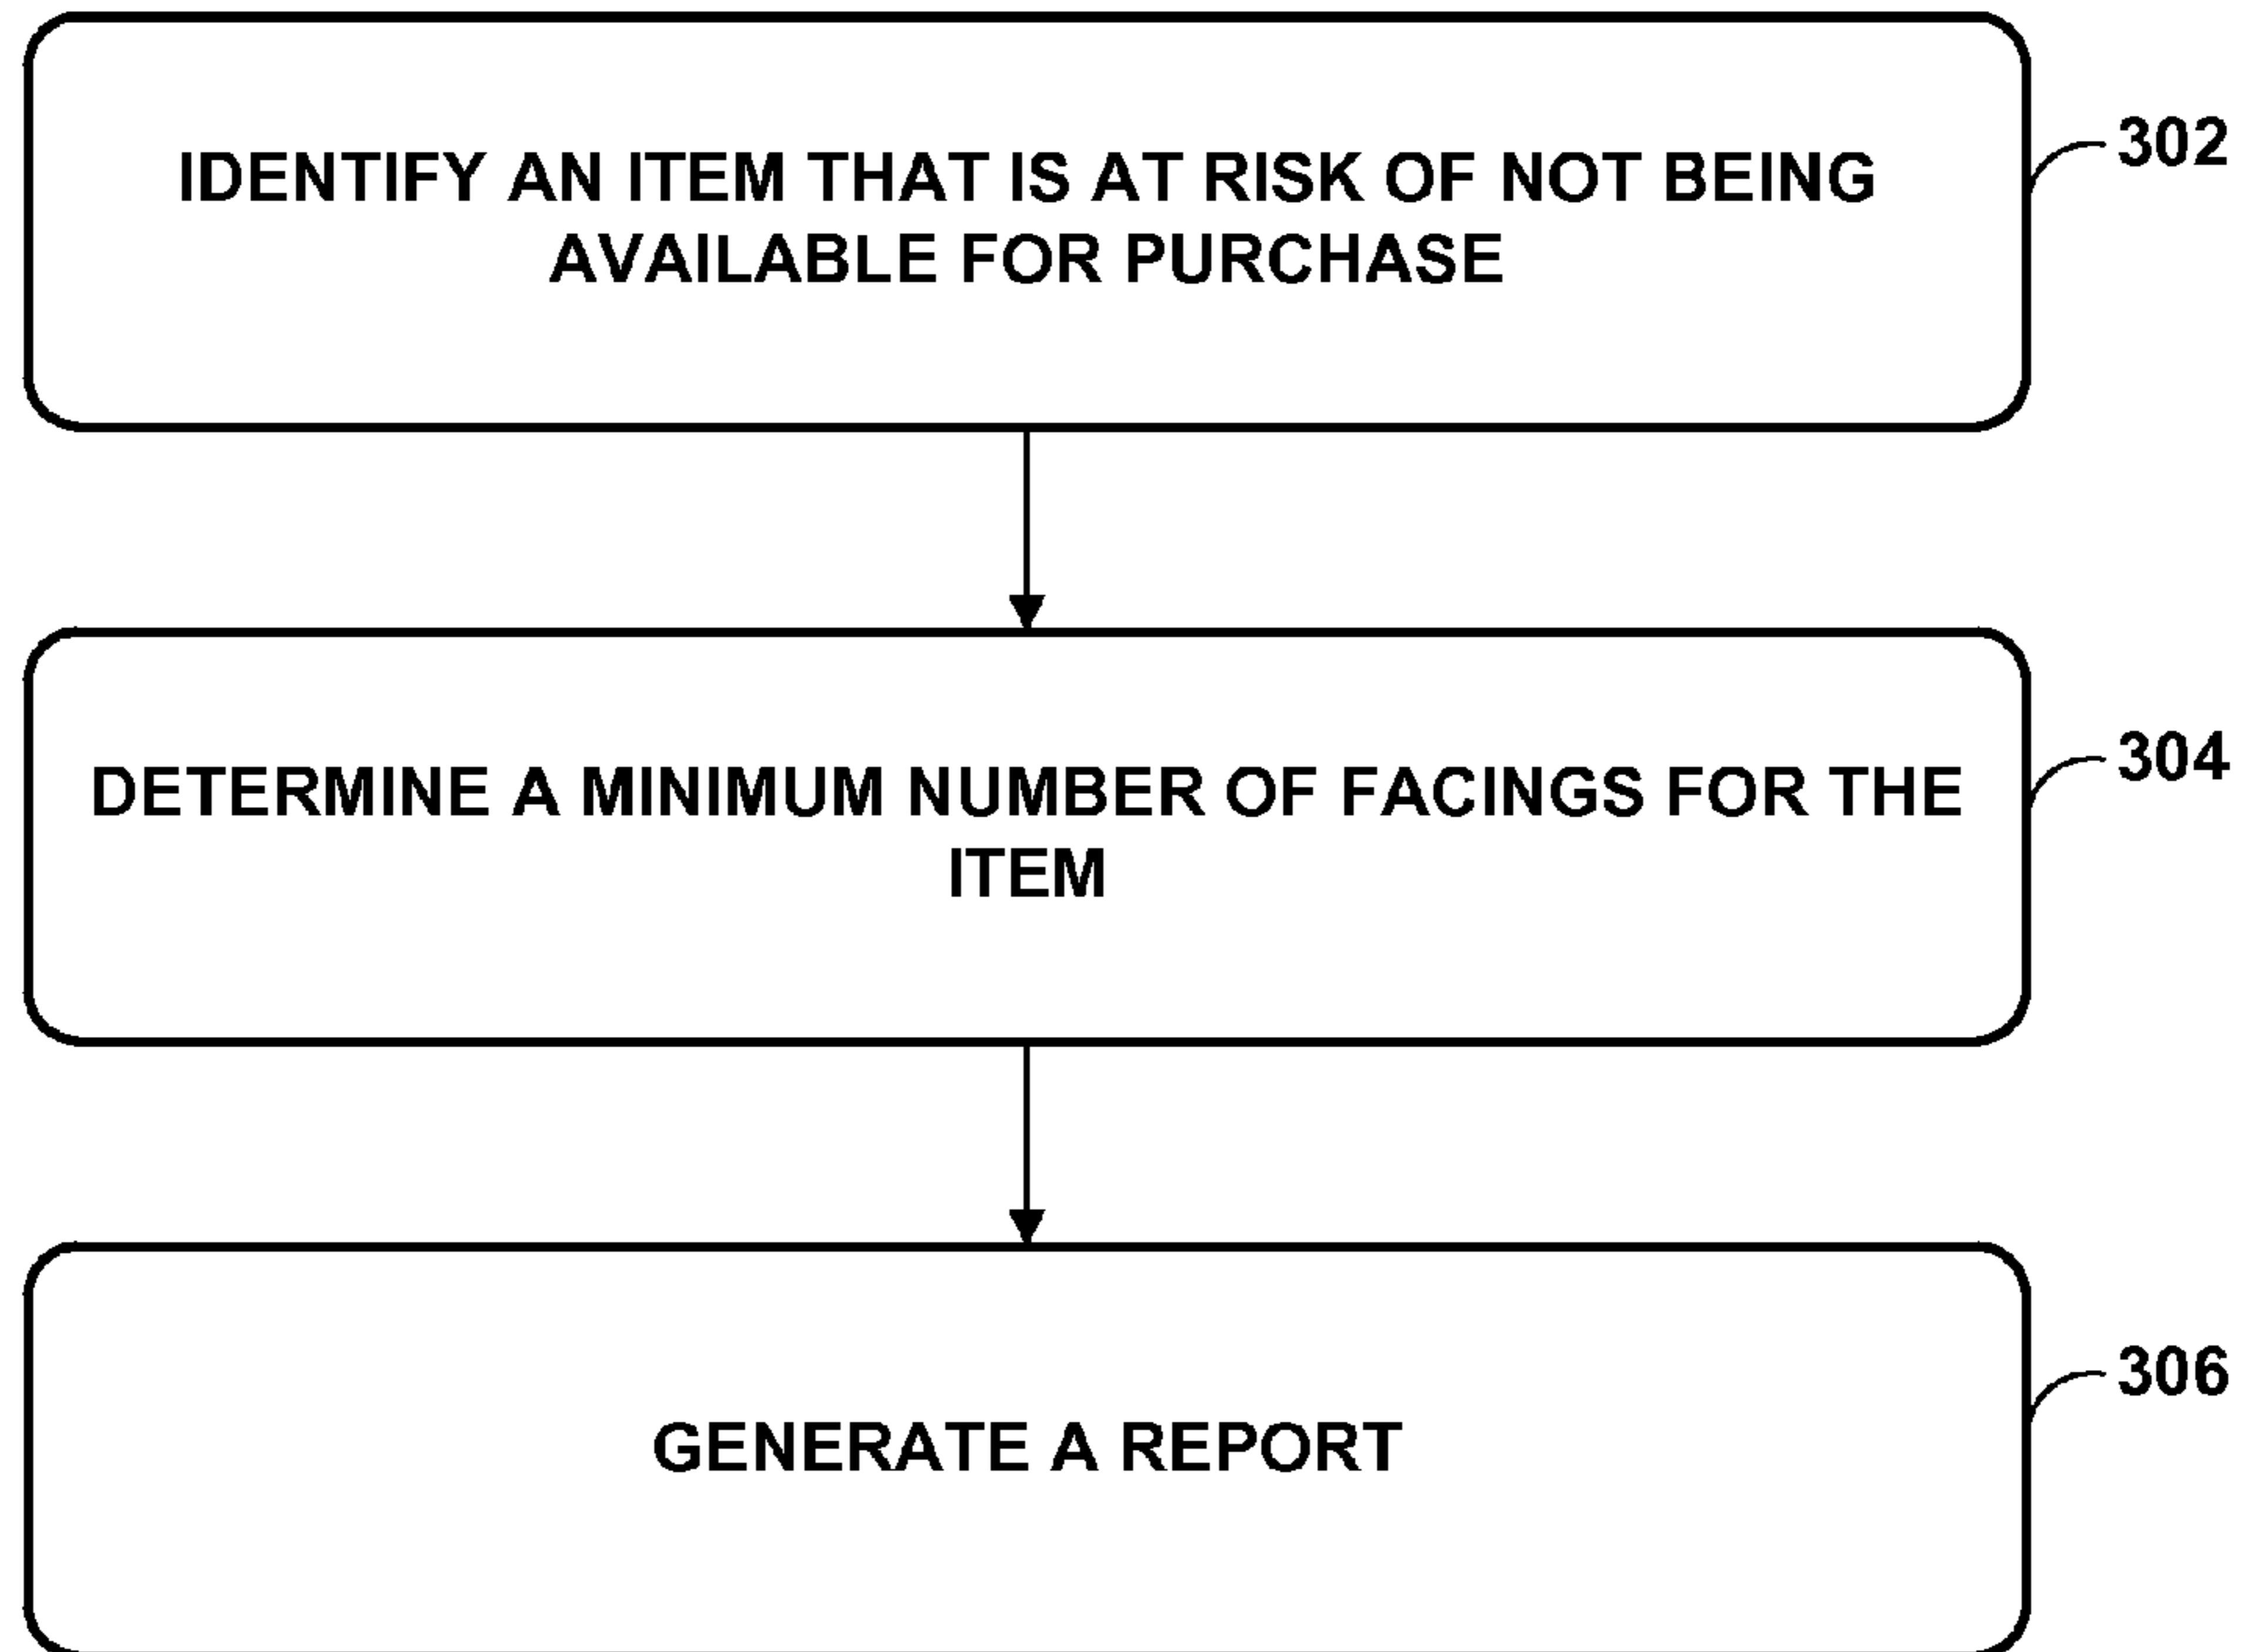 IDENTIFY AN ITEM THAT IS AT RISK OF NOT BEING
AVAILABLE FOR PURCHASE
302
DETERMINE A MINIMUM NUMBER OF FACINGS FOR THE
ITEM
304
GENERATE A REPORT
306